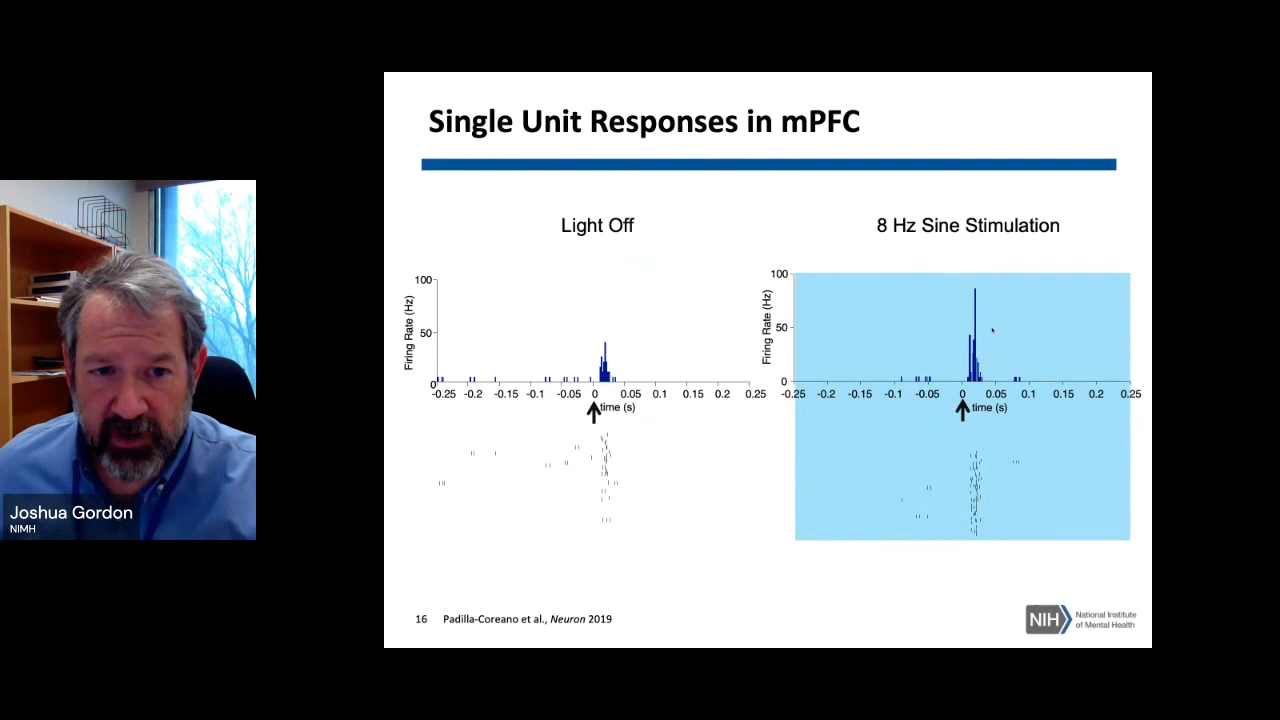 Single Unit Responses in mPFC
Light Off
8 Hz Sine Stimulation
100
50
0
Firing Rate (Hz)
-0.25 -0.2 -0.15 -0.1 -0.05 0 0.05 0.1 0.15 0.2 0.25
time (s)
100
50
0
Firing Rate (Hz)
-0.25 -0.2 -0.15 -0.1 -0.05 0 0.05 0.1 0.15 0.2 0.25
time (s)
Joshua Gordon
NIMH
16 Padilla-Coreano et al., Neuron 2019
NIH National Institute
of Mental Health